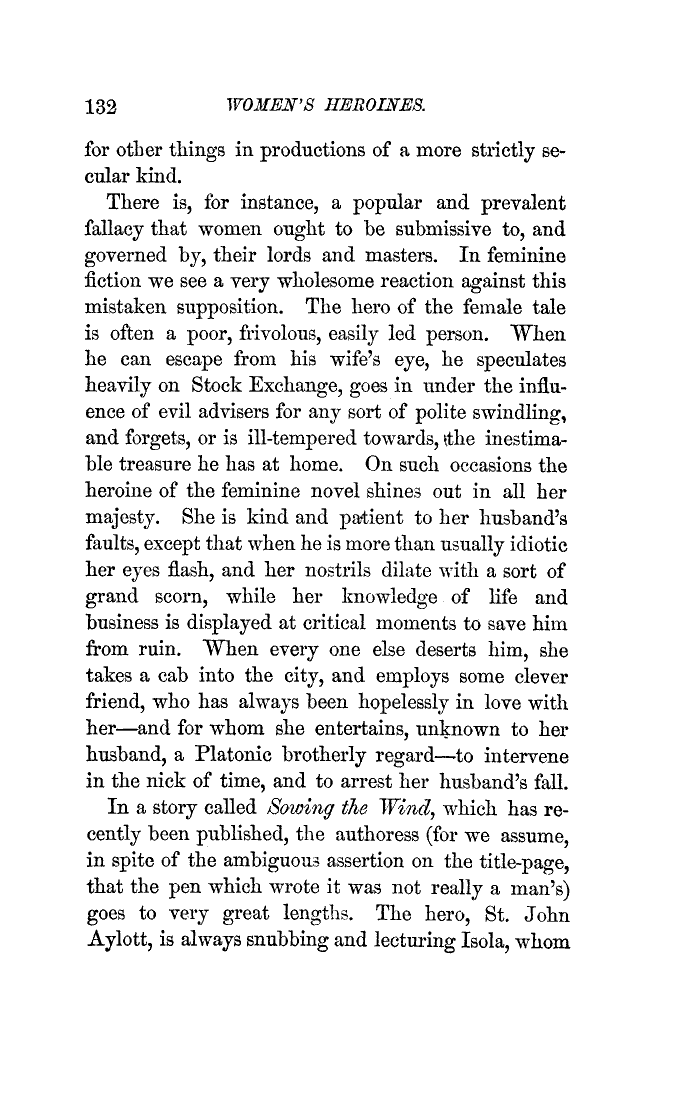 132 WOMEN'S HEROINES.
for other things in productions of a more strictly se-
cular kind.
There is, for instance, a popular and prevalent
fallacy that women ought to be submissive to, and
governed by, their lords and masters. In feminine
fiction we see a very wholesome reaction against this
mistaken supposition. The hero of the female tale
is often a poor, frivolous, easily led person. When
he can escape from his wife's eye, he speculates
heavily on Stock Exchange, goes in under the influ-
ence of evil advisers for any sort of polite swindling,
and forgets, or is ill-tempered towards, the inestima-
ble treasure he has at home. On such occasions the
heroine of the feminine novel shines out in all her
majesty. She is kind and patient to her husband's
faults, except that when he is more than usually idiotic
her eyes flash, and her nostrils dilate with a sort of
grand scorn, while her knowledge of life and
business is displayed at critical moments to save him
from ruin. When every one else deserts him, she
takes a cab into the city, and employs some clever
friend, who has always been hopelessly in love with
her—and for whom she entertains, unknown to her
husband, a Platonic brotherly regard—to intervene
in the nick of time, and to arrest her husband's fall.
In a story called Sowing the Wind, which has re-
cently been published, the authoress (for we assume,
in spite of the ambiguous assertion on the title-page,
that the pen which wrote it was not really a man's)
goes to very great lengths. The hero, St. John
Aylott, is always snubbing and lecturing Isola, whom